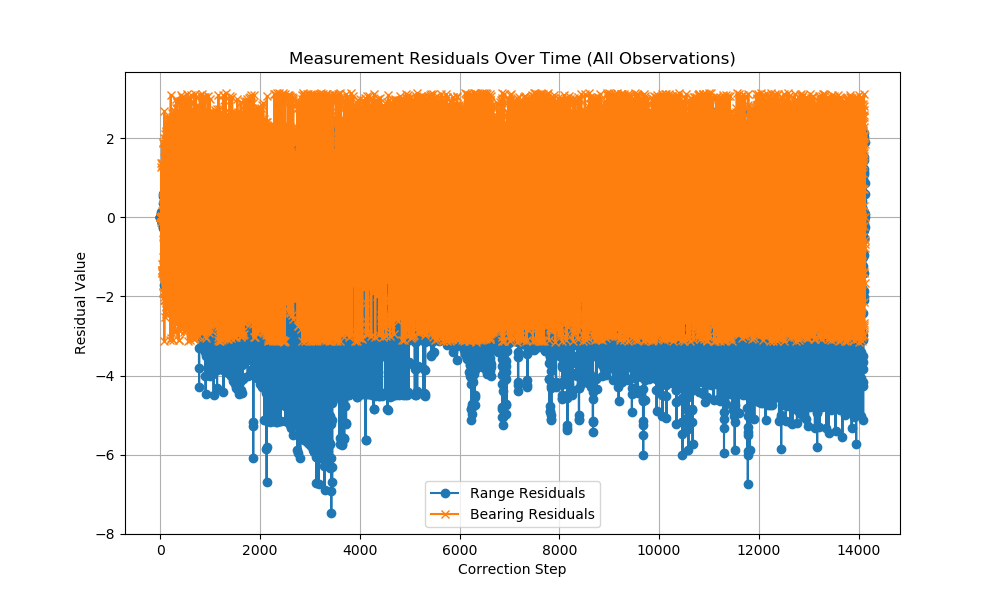 Measurement Residuals Over Time (All Observations)
Residual Value
2
0
−2
−4
−6
−8
0 2000 4000 6000 8000 10000 12000 14000
Correction Step
Range Residuals
Bearing Residuals